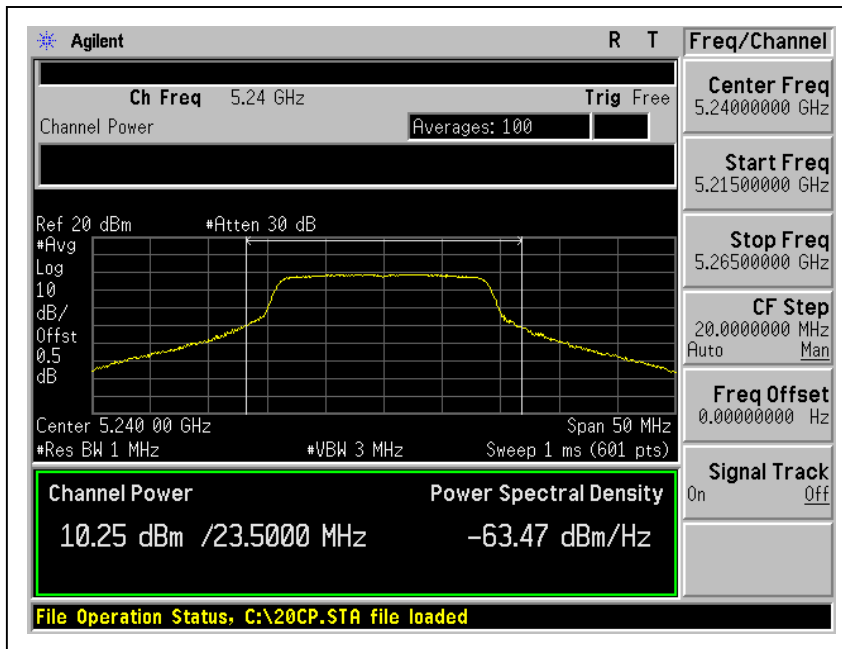 Agilent R T Freq/Channel
Ch Freq 5.24 GHz Trig Free
Channel Power Averages: 100
Center Freq
5.24000000 GHz
Start Freq
5.21500000 GHz
Stop Freq
5.26500000 GHz
CF Step
20.0000000 MHz
Auto Man
Freq Offset
0.00000000 Hz
Signal Track
On Off
Ref 20 dBm #Atten 30 dB
#Avg
Log
10
dB/
Offst
0.5
dB
Center 5.240 00 GHz Span 50 MHz
#Res BW 1 MHz #VBW 3 MHz Sweep 1 ms (601 pts)
Channel Power Power Spectral Density
10.25 dBm /23.5000 MHz -63.47 dBm/Hz
File Operation Status, C:\20CP.STA file loaded